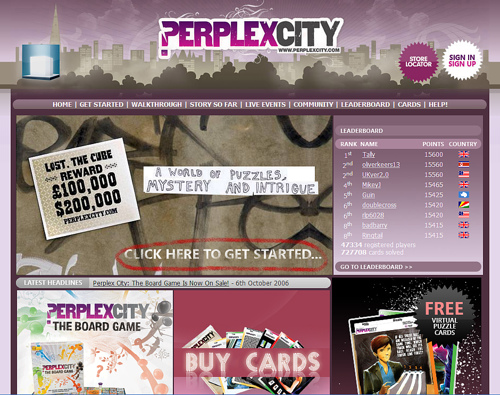 PERPLEXCITY
WWW.PERPLEXCITY.COM
STORE
LOCATOR
SIGN IN
SIGN UP
HOME | GET STARTED | WALKTHROUGH | STORY SO FAR | LIVE EVENTS | COMMUNITY | LEADERBOARD | CARDS | HELP!
LOST. THE CUBE
REWARD
£100,000
$200,000
PERPLEXCITY.COM
A WORLD OF PUZZLES,
MYSTERY AND INTRIGUE
CLICK HERE TO GET STARTED...
LEADERBOARD
RANK NAME POINTS COUNTRY
1st Tally 15600
2nd oliverkeers13 15560
2nd UKver2.0 15560
4th MikeyJ 15465
5th Guin 15425
6th doublecross 15420
6th rlp6028 15420
8th badbarry 15415
8th Ringtail 15415
47334 registered players
727708 cards solved
GO TO LEADERBOARD >>
LATEST HEADLINES
Perplex City: The Board Game Is Now On Sale! - 6th October 2006
PERPLEXCITY
THE BOARD GAME
BUY CARDS
FREE
VIRTUAL
PUZZLE
CARDS